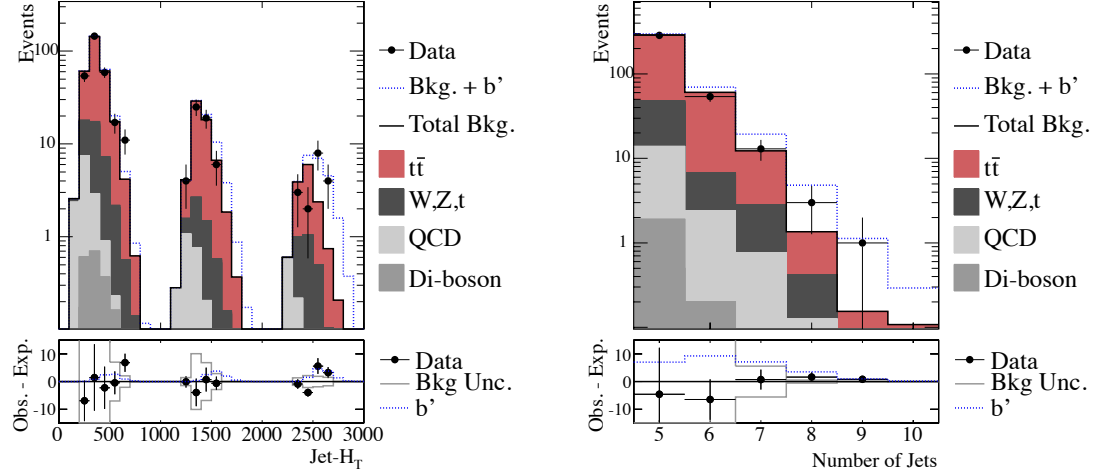 Events
100
10
1
Data
Bkg. + b’
Total Bkg.
tt̄
W,Z,t
QCD
Di-boson
Obs. - Exp.
10
0
-10
0 500 1000 1500 2000 2500 3000
Jet-H_T
Data
Bkg Unc.
b’
Events
100
10
1
Data
Bkg. + b’
Total Bkg.
tt̄
W,Z,t
QCD
Di-boson
Obs. - Exp.
10
0
-10
5 6 7 8 9 10
Number of Jets
Data
Bkg Unc.
b’